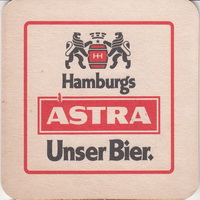 HH
Hamburgs
ASTRA
Unser Bier.